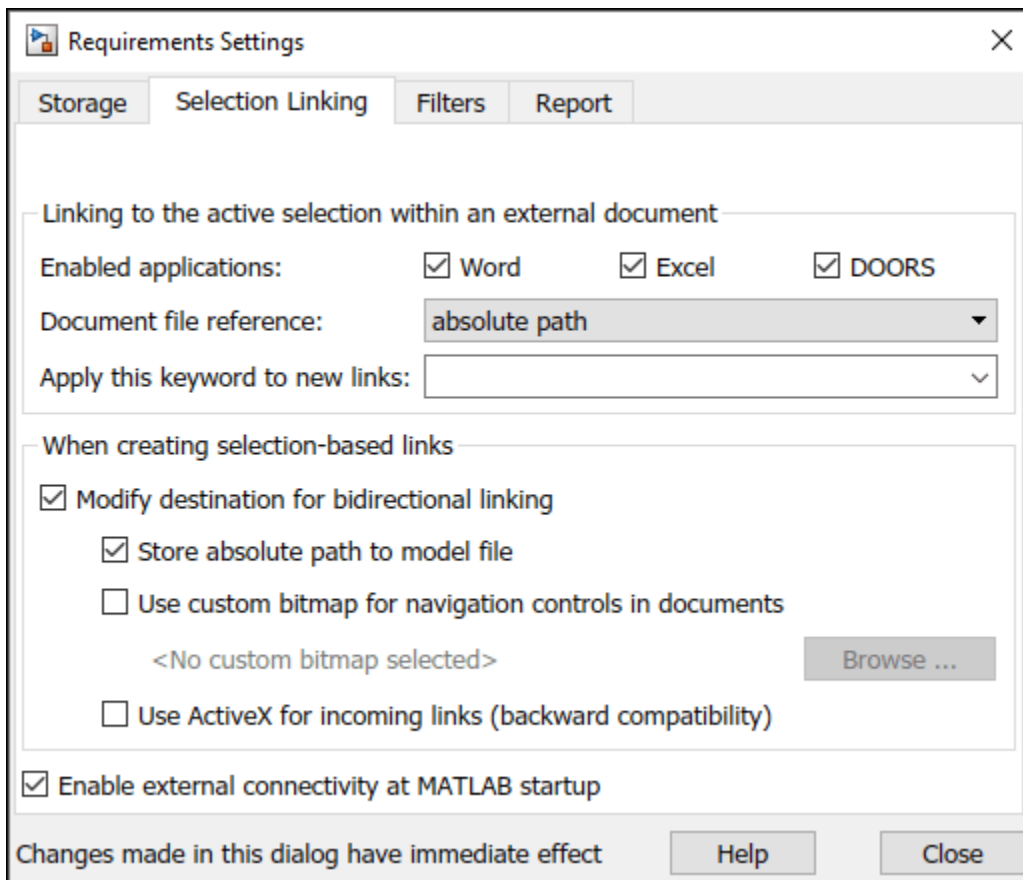 Requirements Settings
Storage Selection Linking Filters Report
Linking to the active selection within an external document
Enabled applications: Word Excel DOORS
Document file reference: absolute path
Apply this keyword to new links:
When creating selection-based links
Modify destination for bidirectional linking
Store absolute path to model file
Use custom bitmap for navigation controls in documents
<No custom bitmap selected> Browse ...
Use ActiveX for incoming links (backward compatibility)
Enable external connectivity at MATLAB startup
Changes made in this dialog have immediate effect Help Close